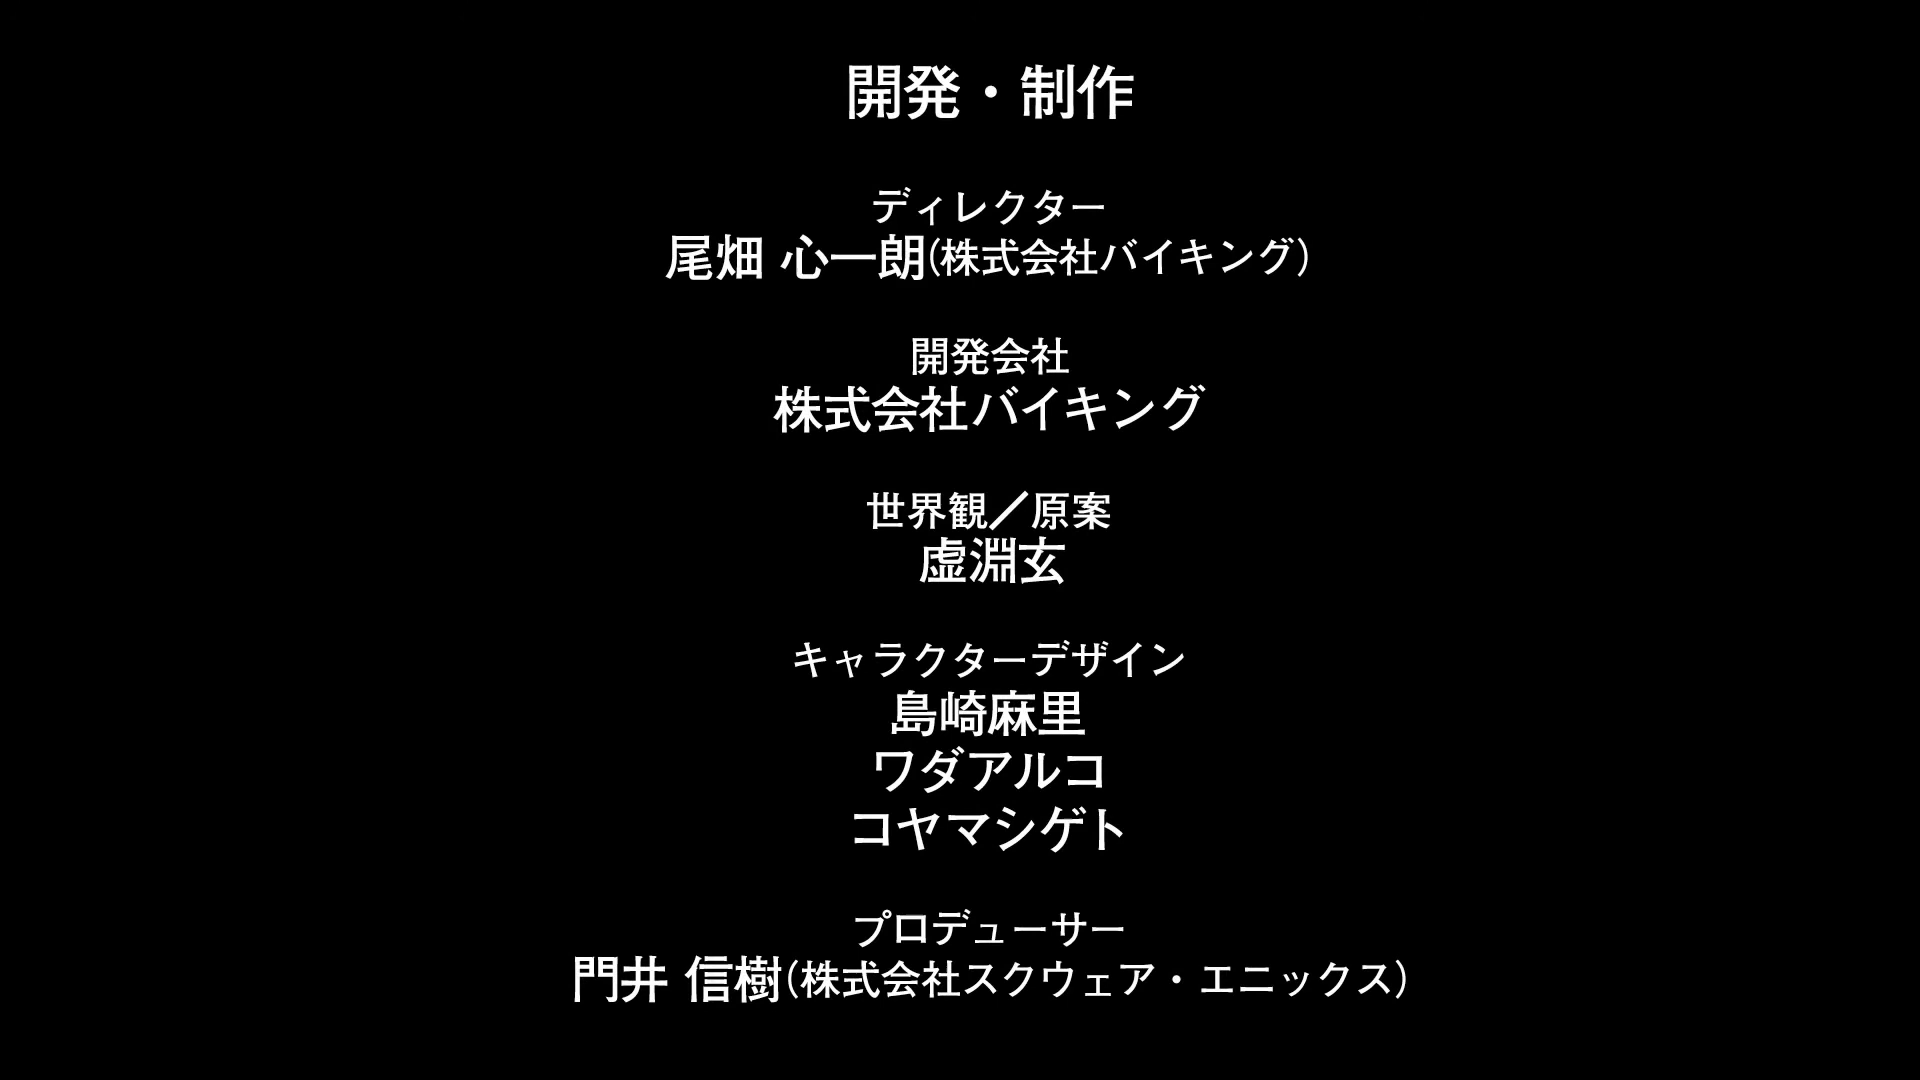 開発・制作
ディレクター
尾畑 心一朗(株式会社バイキング)
開発会社
株式会社バイキング
世界観／原案
虚淵玄
キャラクターデザイン
島崎麻里
ワダアルコ
コヤマシゲト
プロデューサー
門井 信樹(株式会社スクウェア・エニックス)